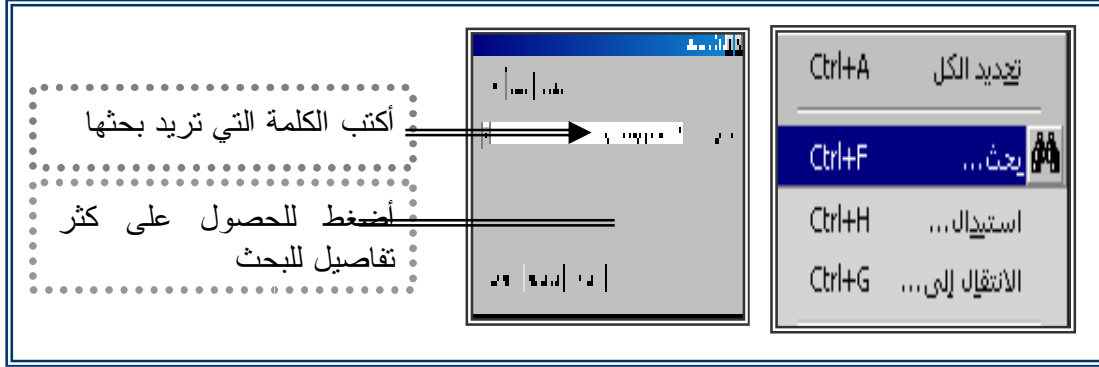 تحديد الكل Ctrl+A
بحث... Ctrl+F
استبدال... Ctrl+H
الانتقال إلى... Ctrl+G
أكتب الكلمة التي تريد بحثها
أضغط للحصول على كثر
تفاصيل للبحث